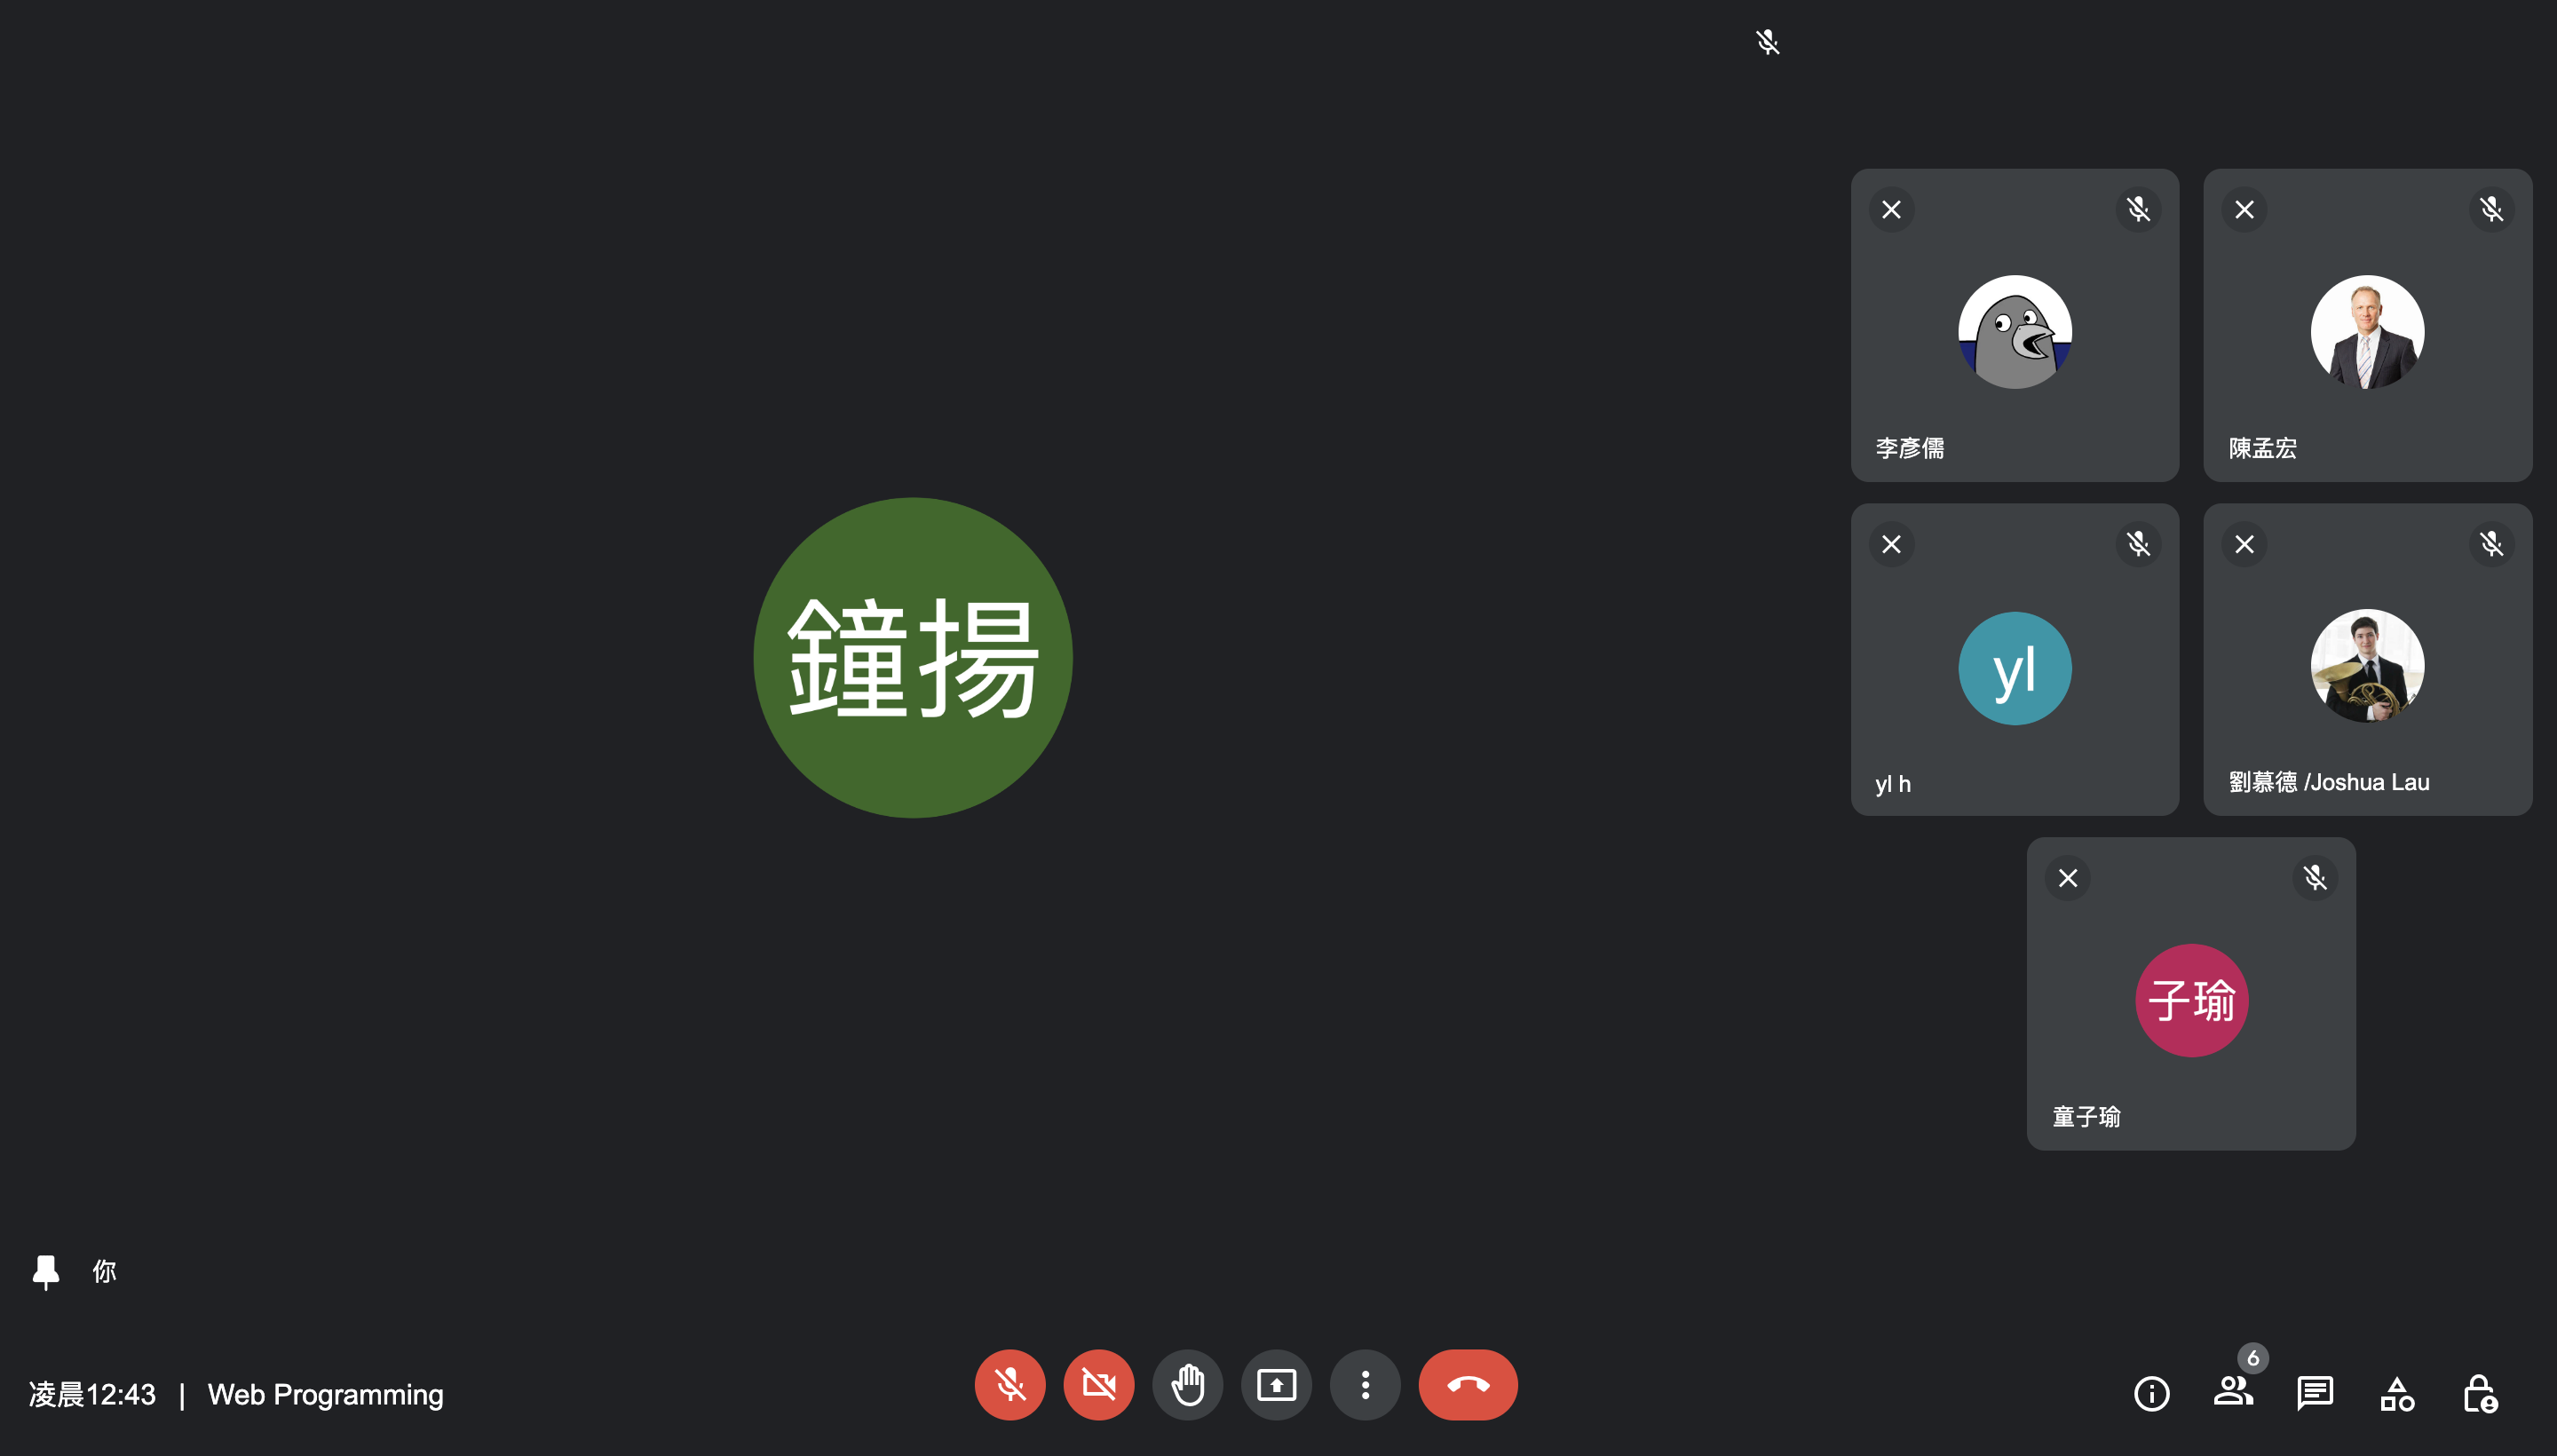 鐘揚
李彥儒
陳孟宏
yl
yl h
劉慕德 /Joshua Lau
子瑜
童子瑜
你
凌晨12:43 | Web Programming
6